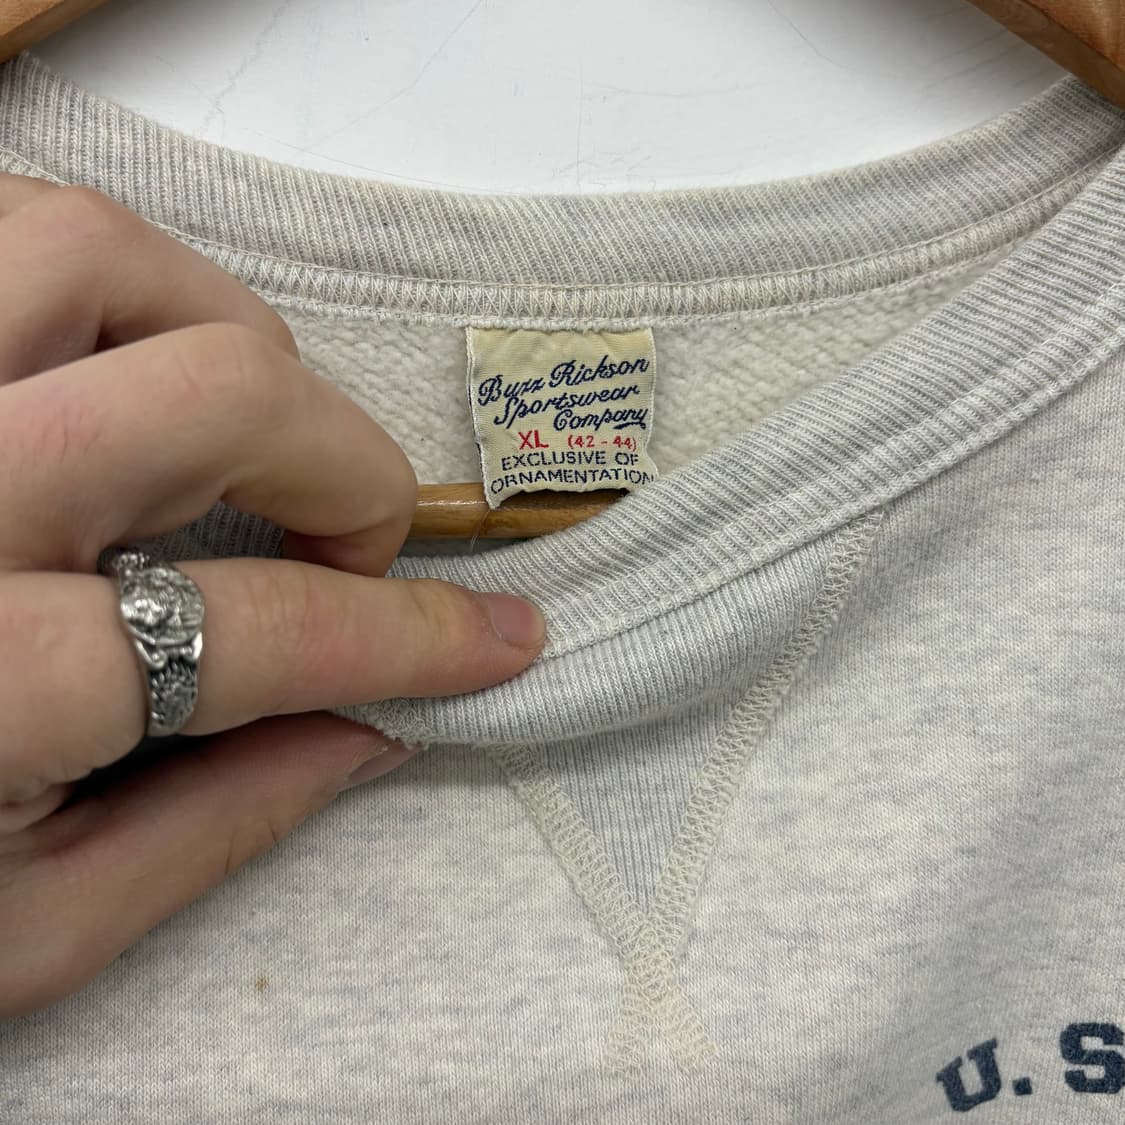 Buzz Rickson
Sportswear
Company
XL (42 - 44)
EXCLUSIVE OF
ORNAMENTATION
U. S